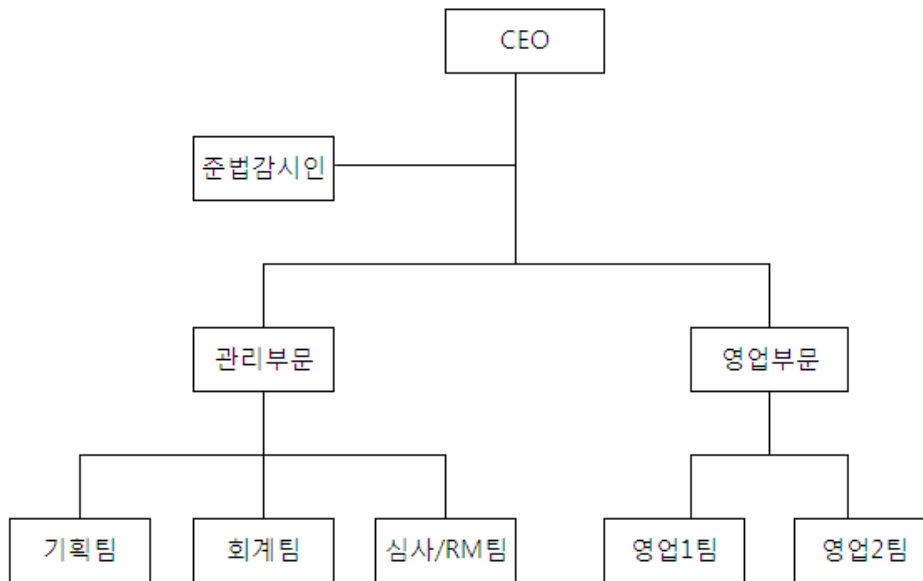 CEO
준법감시인
관리부문
영업부문
기획팀
회계팀
심사/RM팀
영업1팀
영업2팀